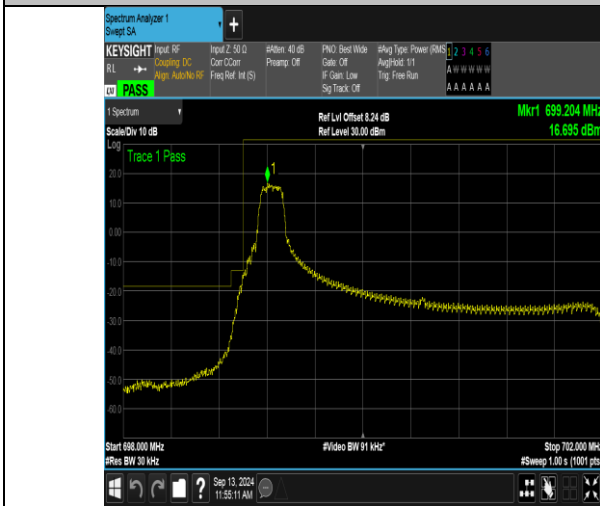 Spectrum Analyzer 1
Swept SA
KEYSIGHT Input: RF Input Z: 50 Ω #Atten: 40 dB PNO: Best Wide #Avg Type: Power (RMS 1 2 3 4 5 6
RL Coupling: DC Corr CCorr Preamp: Off Gate: Off Avg|Hold: 1/1 A W W W W W
Align: Auto/No RF Freq Ref: Int (S) IF Gain: Low Trig: Free Run
PASS Sig Track: Off A A A A A A
1 Spectrum Ref Lvl Offset 8.24 dB Mkr1 699.204 MHz
Scale/Div 10 dB Ref Level 30.00 dBm 16.695 dBm
Log
Trace 1 Pass
1
20.0
10.0
0.00
-10.0
-20.0
-30.0
-40.0
-50.0
-60.0
Start 698.000 MHz #Video BW 91 kHz* Stop 702.000 MHz
#Res BW 30 kHz #Sweep 1.00 s (1001 pts
? Sep 13, 2024
11:55:11 AM